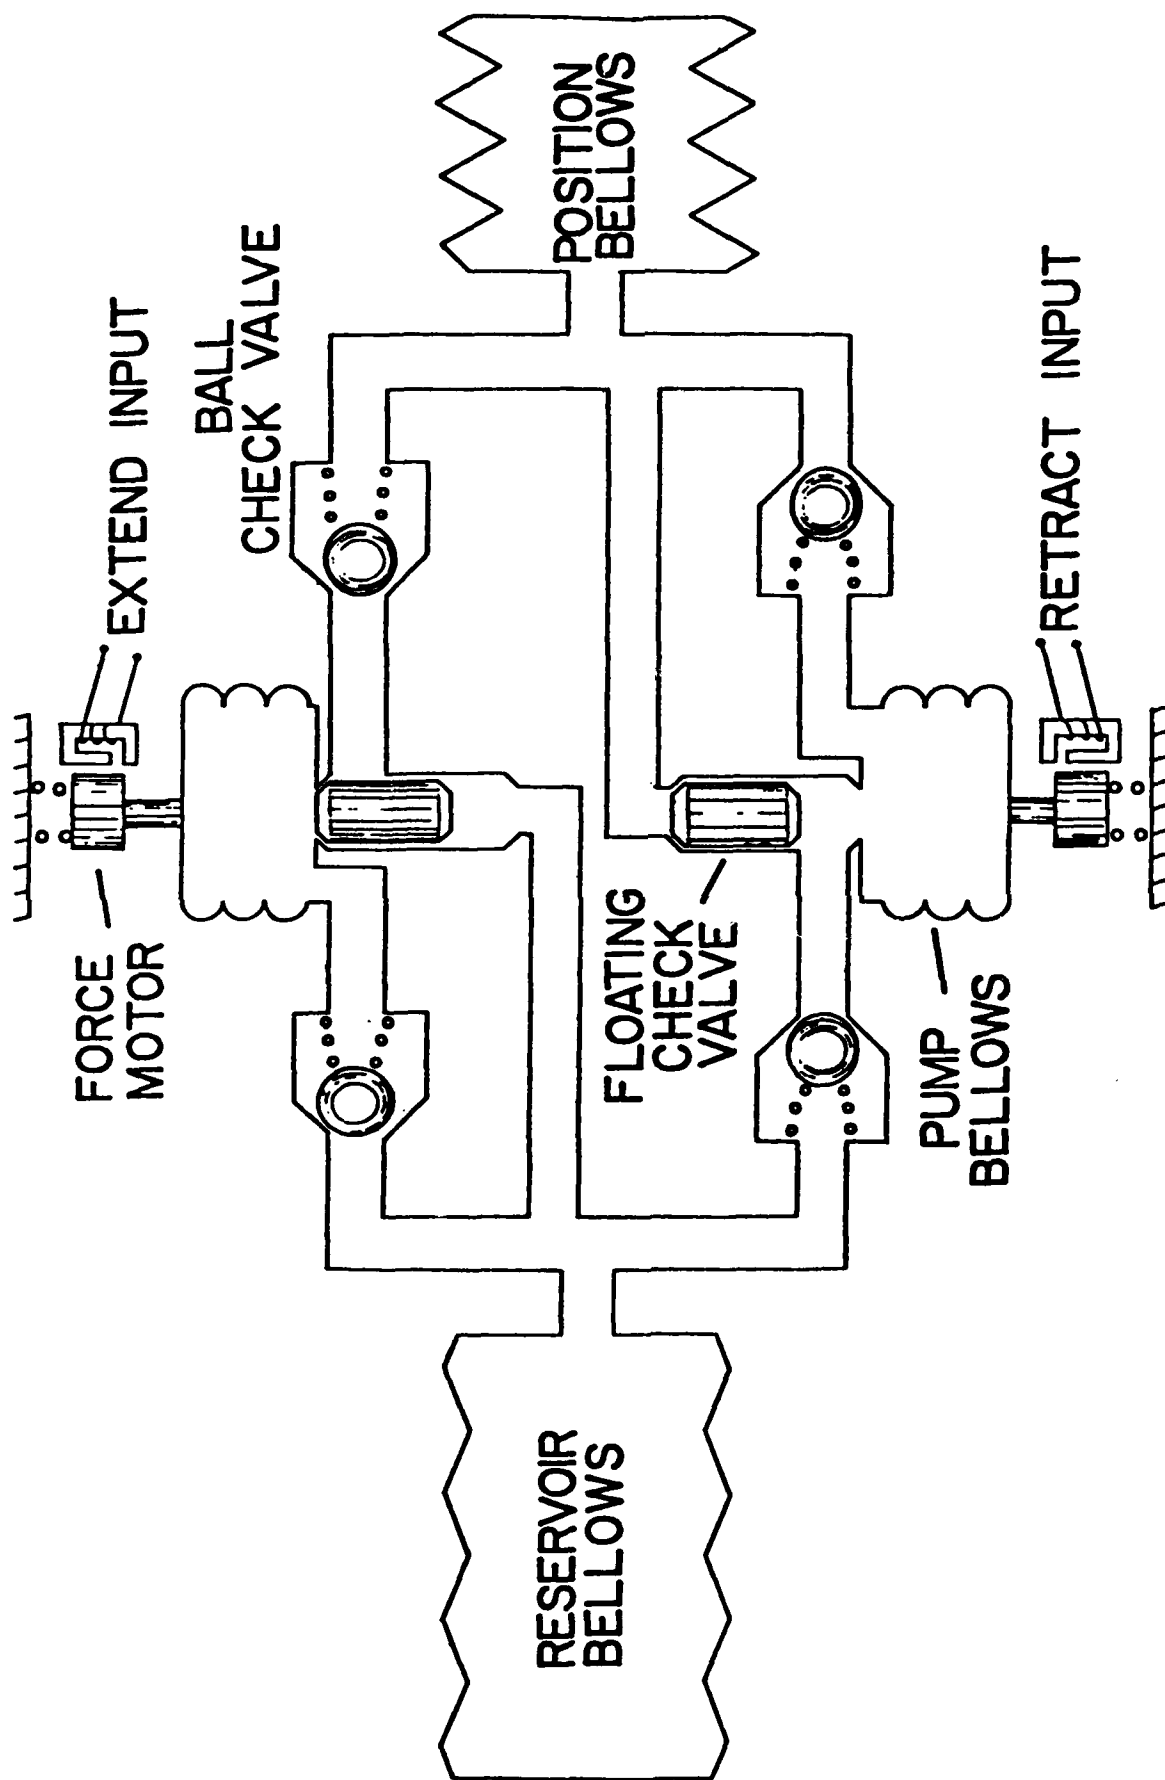 FORCE
MOTOR
EXTEND INPUT
BALL
CHECK VALVE
RESERVOIR
BELLOWS
POSITION
BELLOWS
FLOATING
CHECK
VALVE
PUMP
BELLOWS
RETRACT INPUT